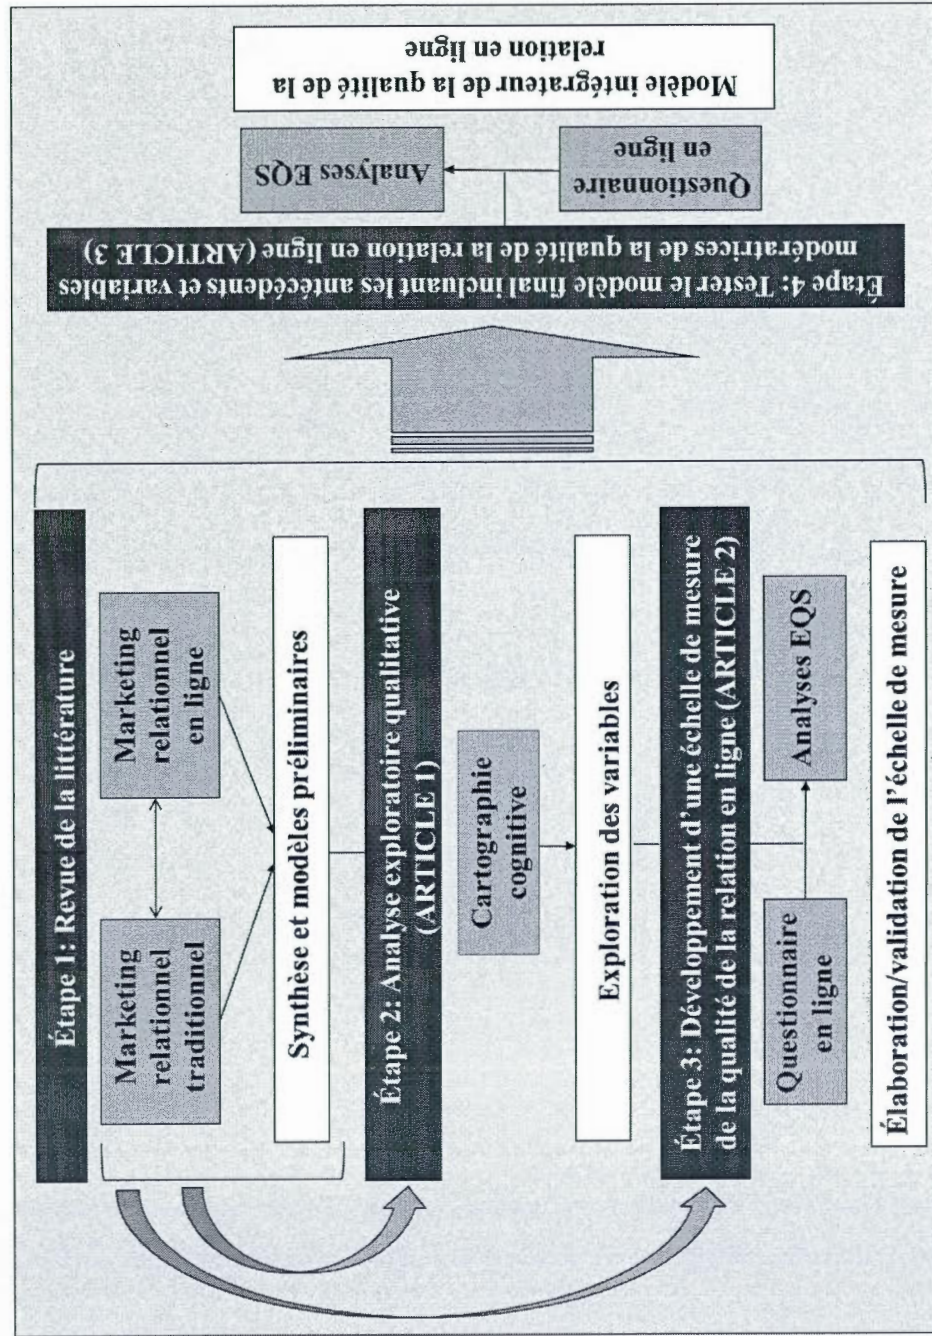 Étape 1: Revue de la littérature
Marketing
relationnel
traditionnel
Marketing
relationnel
en ligne
Synthèse et modèles préliminaires
Étape 2: Analyse exploratoire qualitative
(ARTICLE 1)
Cartographie
cognitive
Exploration des variables
Étape 3: Développement d'une échelle de mesure
de la qualité de la relation en ligne (ARTICLE 2)
Questionnaire
en ligne
Analyses EQS
Élaboration/validation de l'échelle de mesure
Étape 4: Tester le modèle final incluant les antécédents et variables
modératrices de la qualité de la relation en ligne (ARTICLE 3)
Questionnaire
en ligne
Analyses EQS
Modèle intégrateur de la qualité de la
relation en ligne